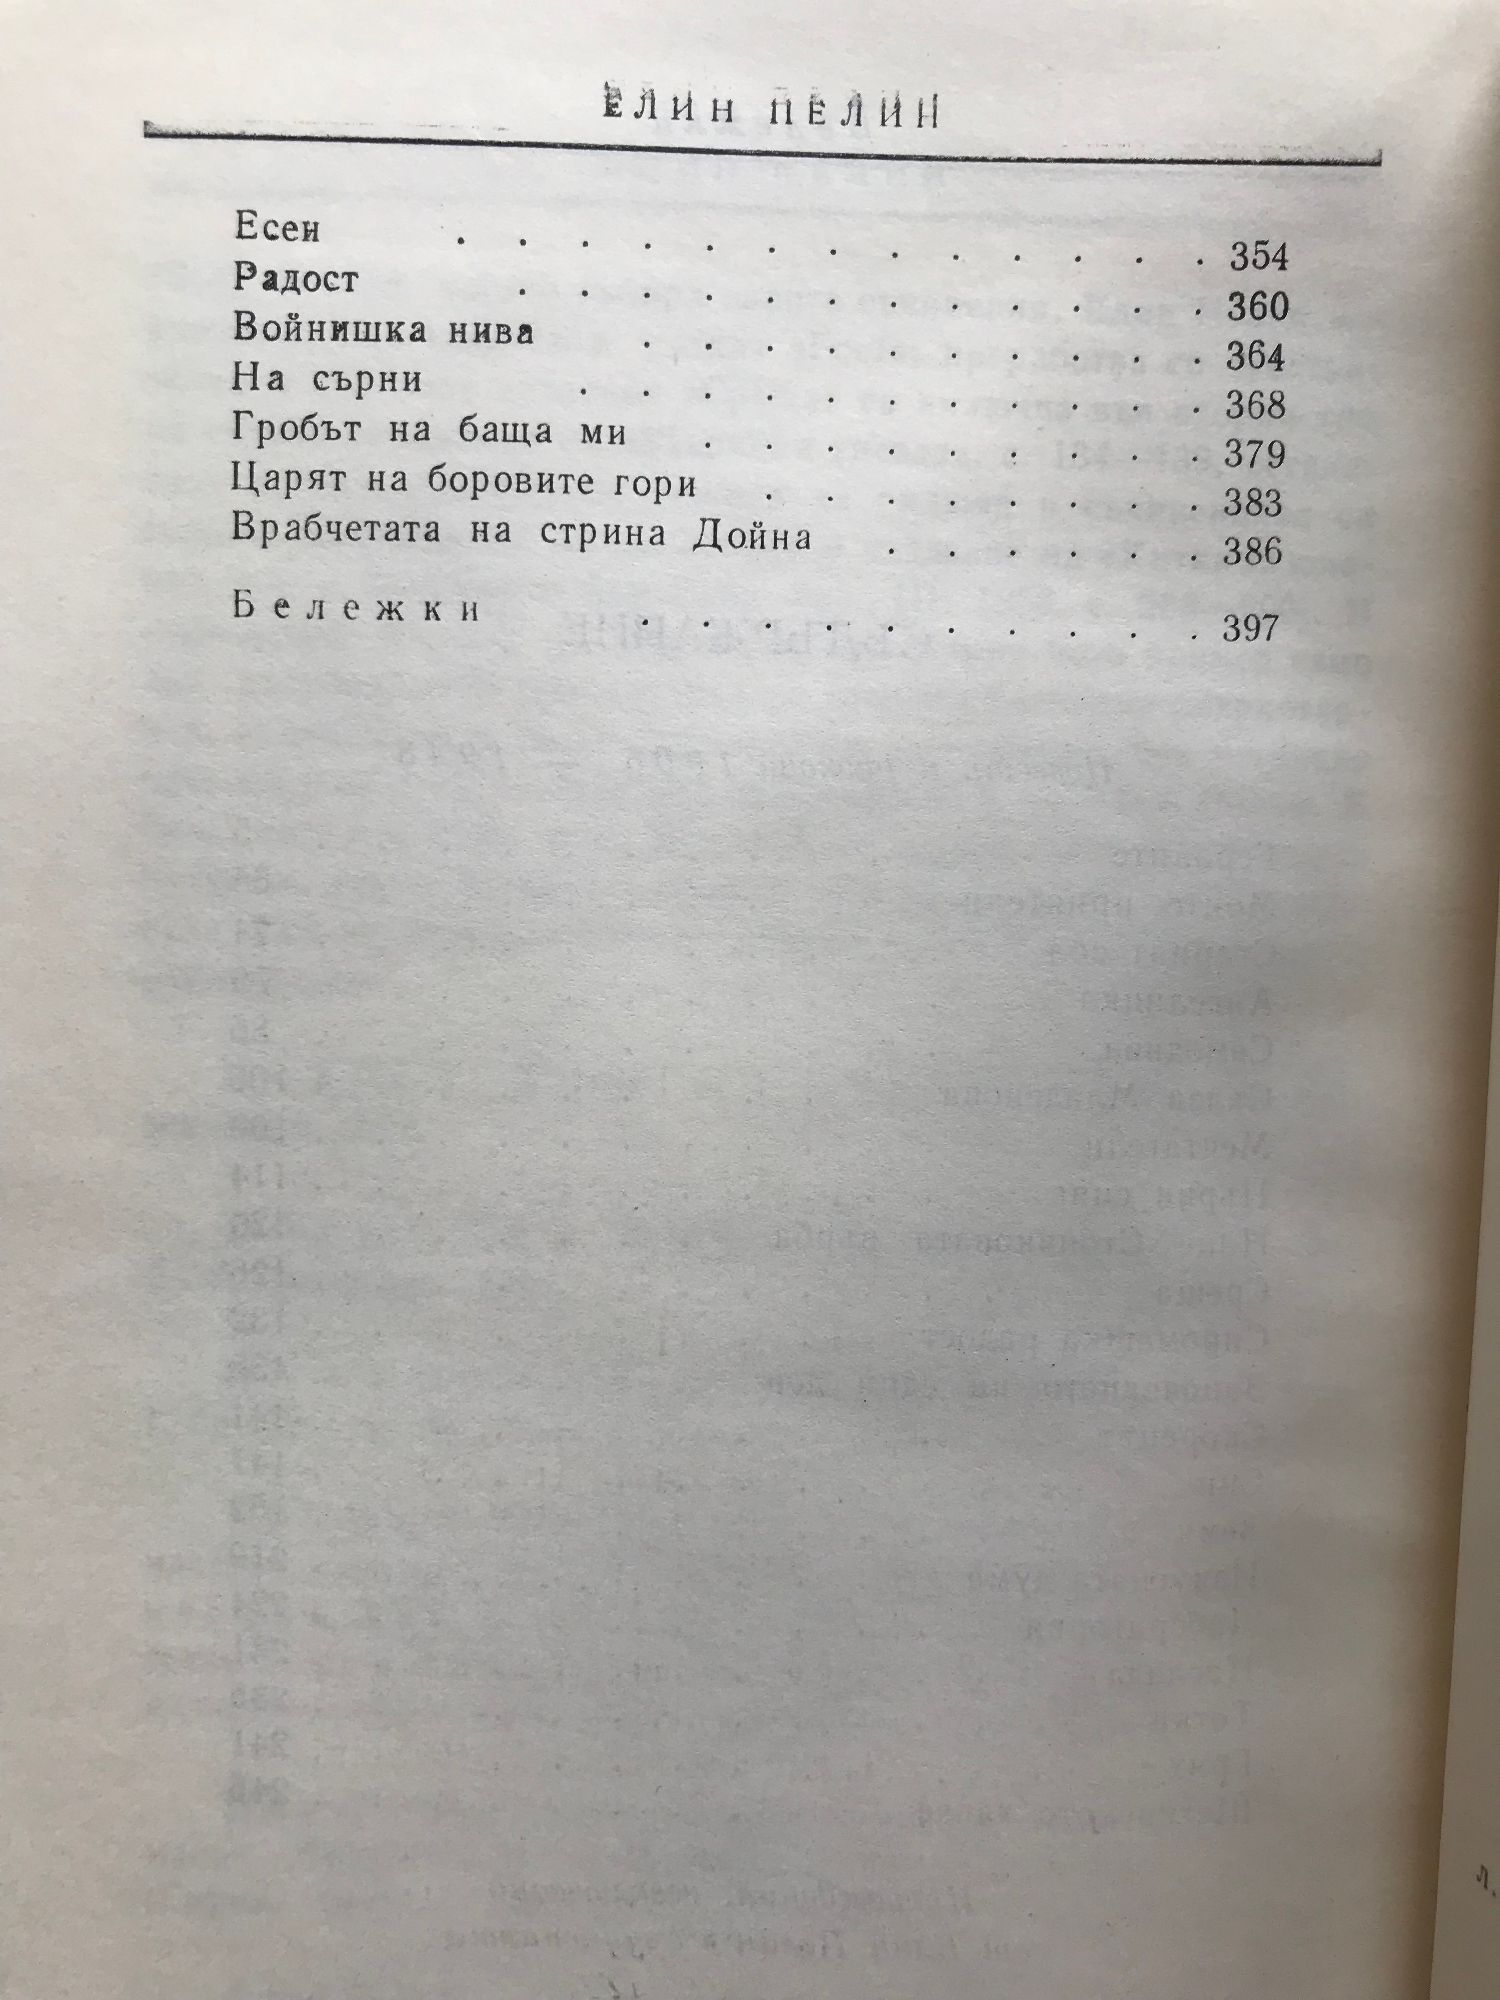 ЕЛИН ПЕЛИН
Есен . . . . . . . . . . . . . 354
Радост . . . . . . . . . . . . 360
Войнишка нива . . . . . . . . . . 364
На сърни . . . . . . . . . . . 368
Гробът на баща ми . . . . . . . . . 379
Царят на боровите гори . . . . . . . . 383
Врабчетата на стрина Дойна . . . . . . 386
Бележки . . . . . . . . . . 397